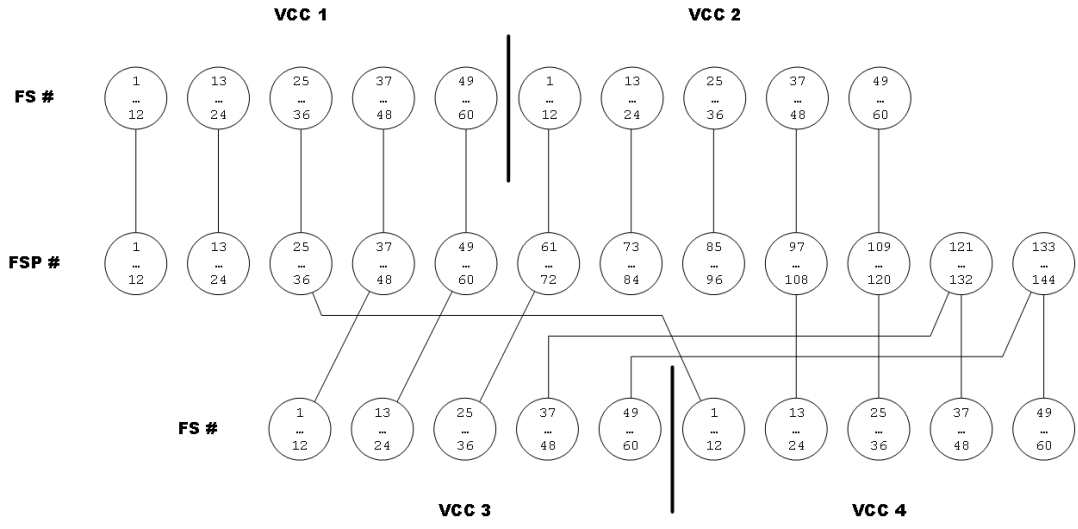 VCC 1 VCC 2
FS # 1 13 25 37 49 1 13 25 37 49
... ... ... ... ... ... ... ... ... ...
12 24 36 48 60 12 24 36 48 60
FSP # 1 13 25 37 49 61 73 85 97 109 121 133
... ... ... ... ... ... ... ... ... ... ... ...
12 24 36 48 60 72 84 96 108 120 132 144
FS # 1 13 25 37 49 1 13 25 37 49
... ... ... ... ... ... ... ... ... ...
12 24 36 48 60 12 24 36 48 60
VCC 3 VCC 4